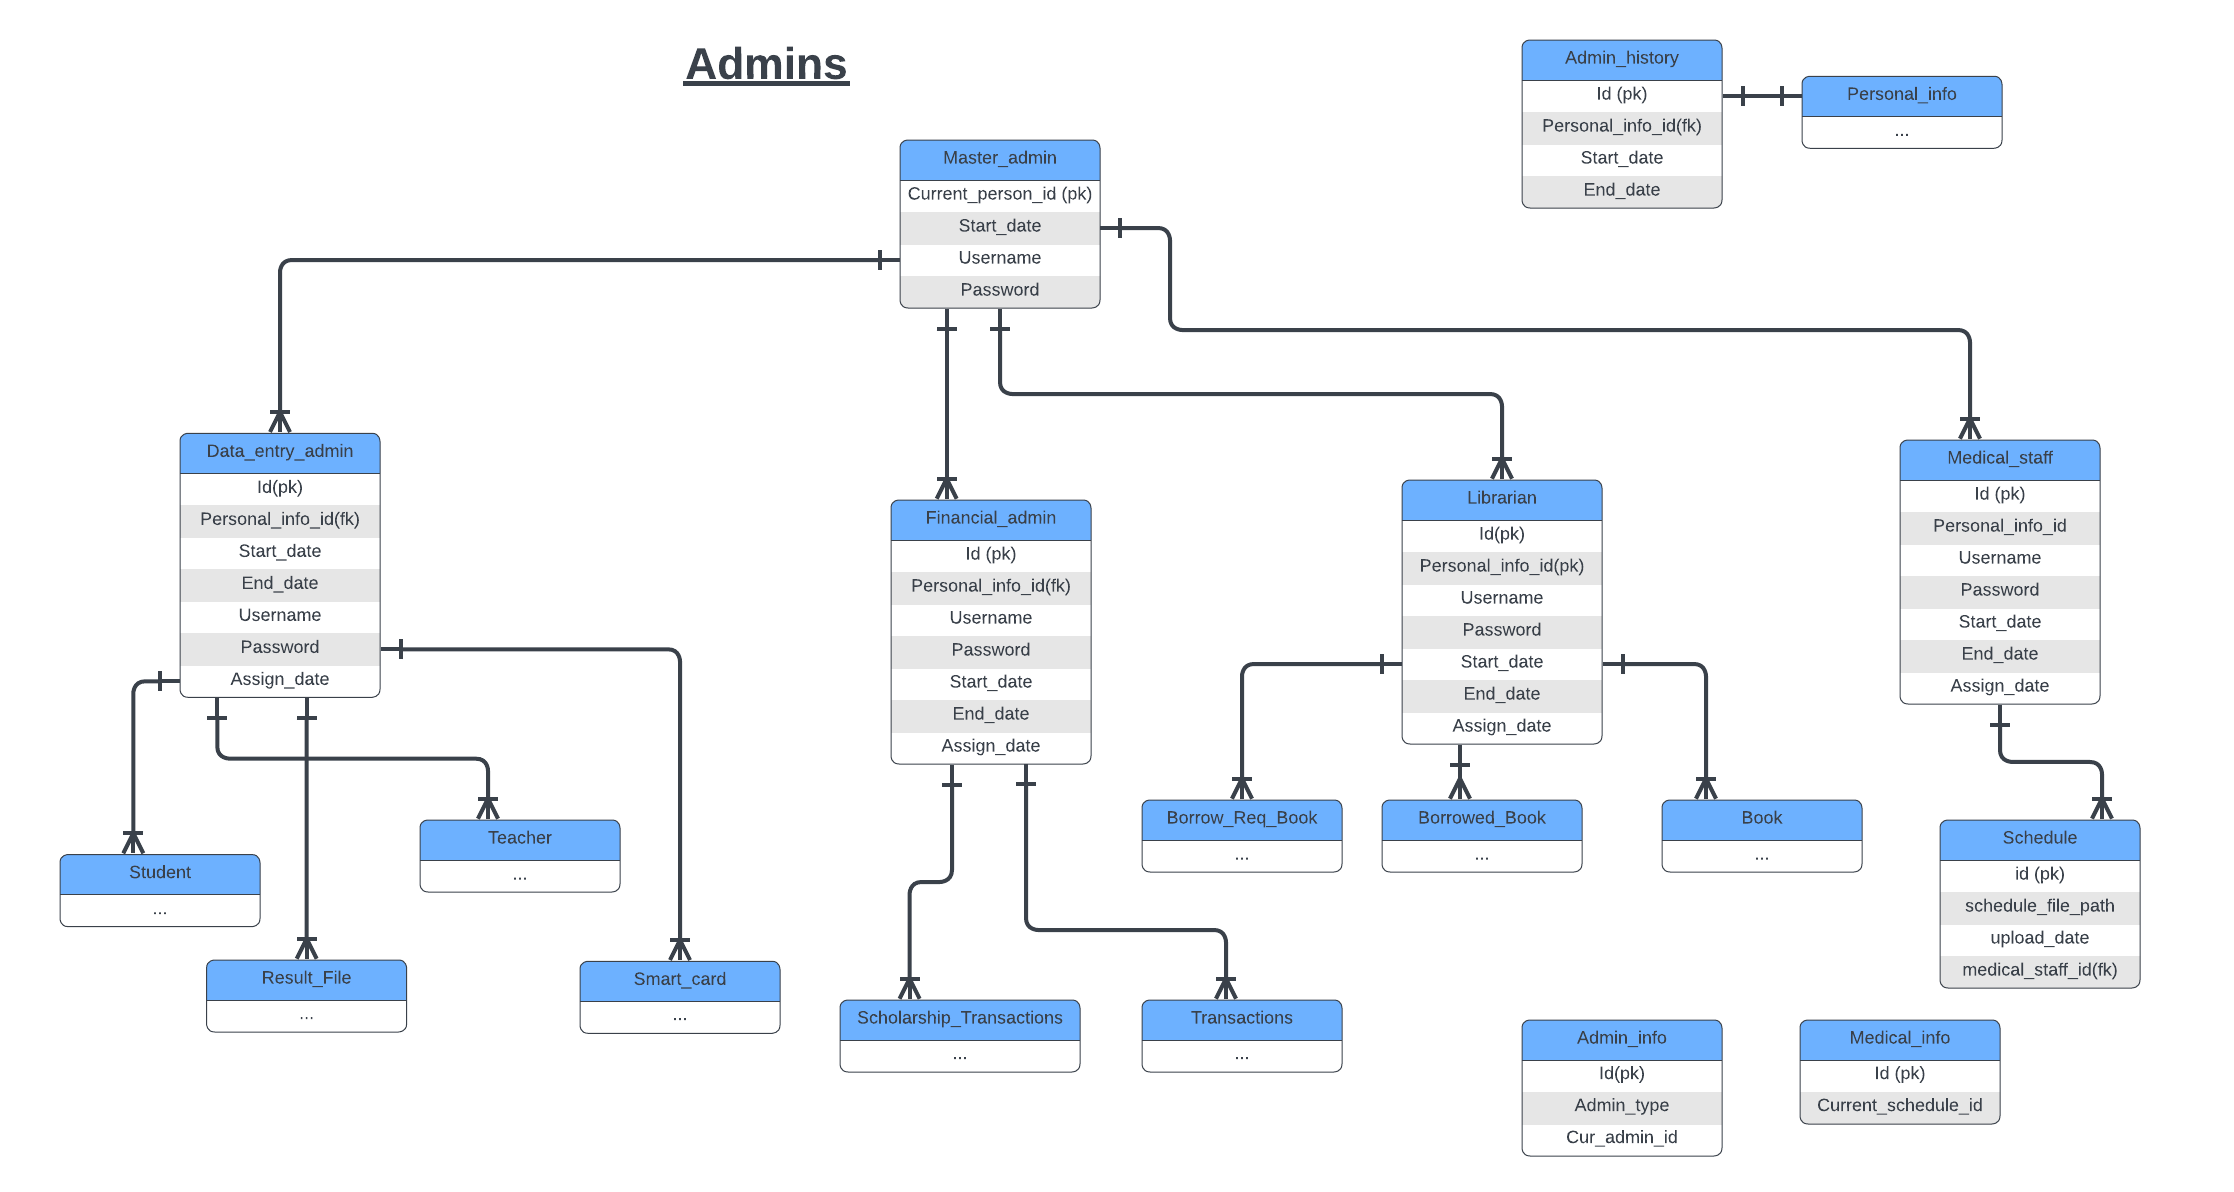 Admins
Admin_history
Id (pk)
Personal_info_id(fk)
Start_date
End_date
Personal_info
...
Master_admin
Current_person_id (pk)
Start_date
Username
Password
Data_entry_admin
Id(pk)
Personal_info_id(fk)
Start_date
End_date
Username
Password
Assign_date
Financial_admin
Id (pk)
Personal_info_id(fk)
Username
Password
Start_date
End_date
Assign_date
Librarian
Id(pk)
Personal_info_id(pk)
Username
Password
Start_date
End_date
Assign_date
Medical_staff
Id (pk)
Personal_info_id
Username
Password
Start_date
End_date
Assign_date
Student
...
Teacher
...
Result_File
...
Smart_card
...
Scholarship_Transactions
...
Transactions
...
Borrow_Req_Book
...
Borrowed_Book
...
Book
...
Schedule
id (pk)
schedule_file_path
upload_date
medical_staff_id(fk)
Admin_info
Id(pk)
Admin_type
Cur_admin_id
Medical_info
Id (pk)
Current_schedule_id